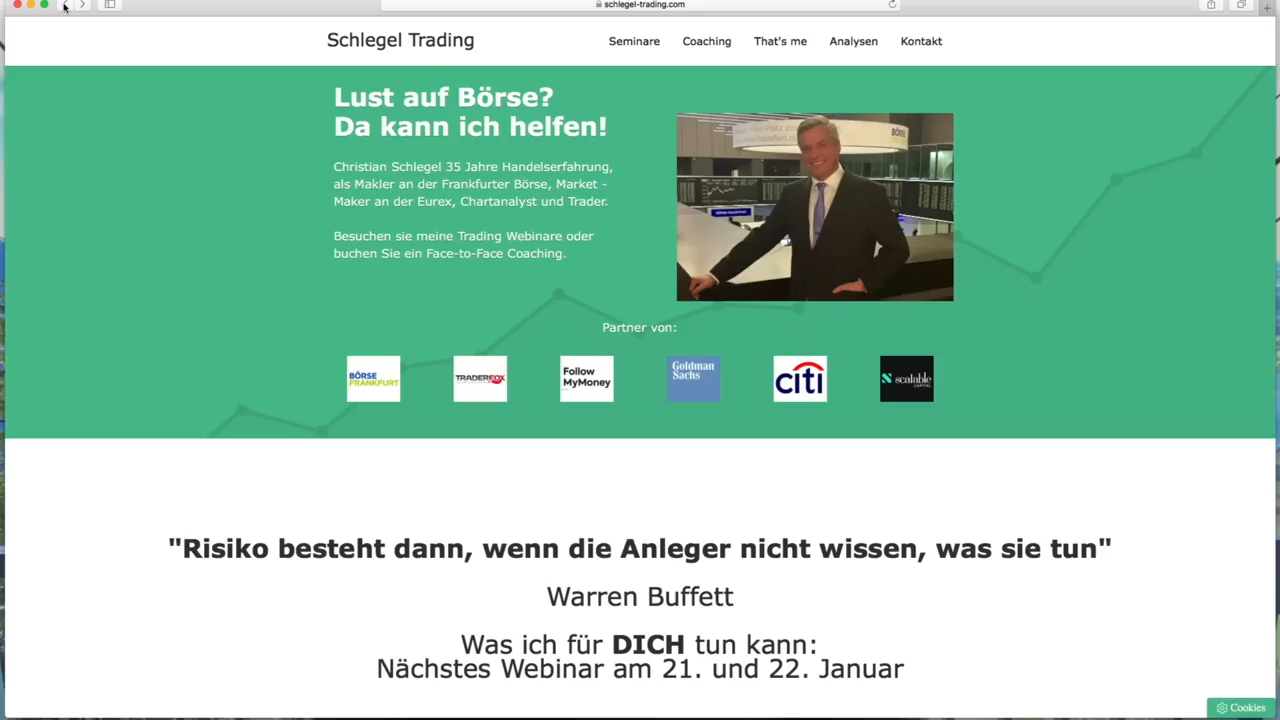 schlegel-trading.com
Schlegel Trading
Seminare
Coaching
That's me
Analysen
Kontakt
Lust auf Börse?
Da kann ich helfen!
Christian Schlegel 35 Jahre Handelserfahrung,
als Makler an der Frankfurter Börse, Market -
Maker an der Eurex, Chartanalyst und Trader.
Besuchen sie meine Trading Webinare oder
buchen Sie ein Face-to-Face Coaching.
BÖRSE
Partner von:
BÖRSE
FRANKFURT
TRADERFOX
Follow
MyMoney
Goldman
Sachs
citi
scalable
CAPITAL
"Risiko besteht dann, wenn die Anleger nicht wissen, was sie tun"
Warren Buffett
Was ich für DICH tun kann:
Nächstes Webinar am 21. und 22. Januar
Cookies